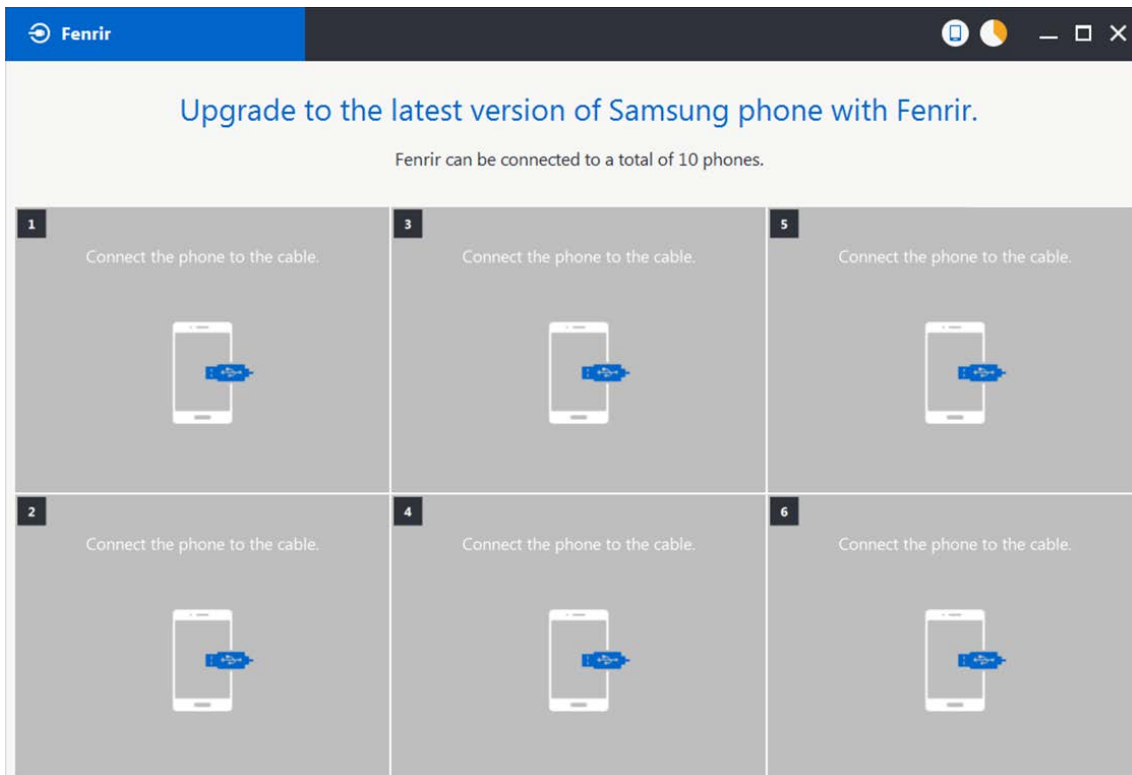 Fenrir
Upgrade to the latest version of Samsung phone with Fenrir.
Fenrir can be connected to a total of 10 phones.
1
Connect the phone to the cable.
3
Connect the phone to the cable.
5
Connect the phone to the cable.
2
Connect the phone to the cable.
4
Connect the phone to the cable.
6
Connect the phone to the cable.